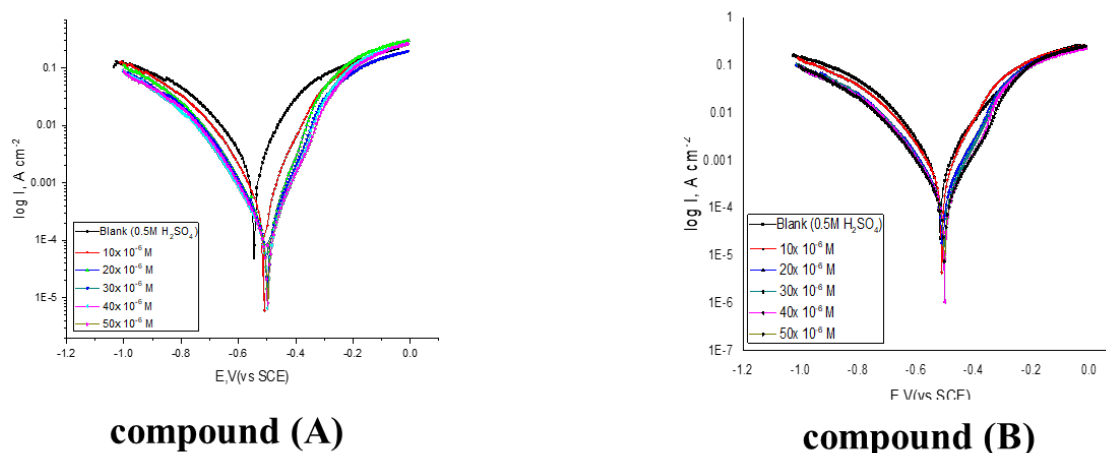 log I, A cm⁻²
0.1
0.01
0.001
1E-4
1E-5
Blank (0.5M H₂SO₄)
10x 10⁻⁶ M
20x 10⁻⁶ M
30x 10⁻⁶ M
40x 10⁻⁶ M
50x 10⁻⁶ M
-1.2 -1.0 -0.8 -0.6 -0.4 -0.2 0.0
E,V(vs SCE)
compound (A)
log I, A cm⁻²
1
0.1
0.01
0.001
1E-4
1E-5
1E-6
1E-7
Blank (0.5M H₂SO₄)
10x 10⁻⁶ M
20x 10⁻⁶ M
30x 10⁻⁶ M
40x 10⁻⁶ M
50x 10⁻⁶ M
-1.2 -1.0 -0.8 -0.6 -0.4 -0.2 0.0
E,V(vs SCE)
compound (B)